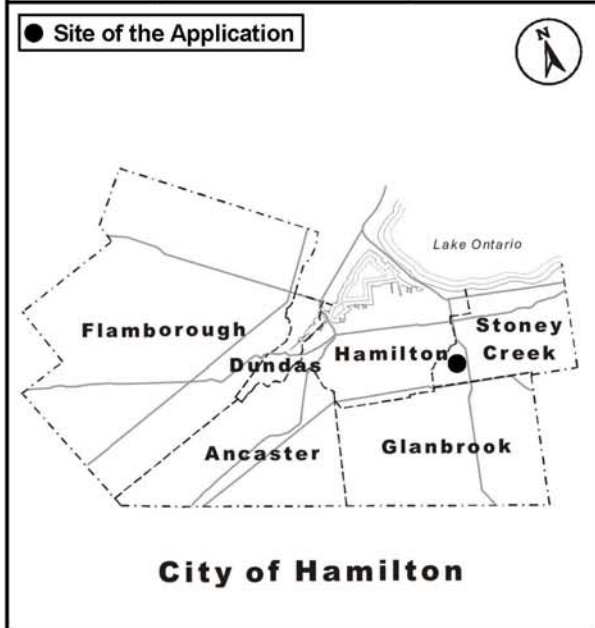 Site of the Application
N
Lake Ontario
Flamborough
Stoney
Creek
Hamilton
Dundas
Ancaster
Glanbrook
City of Hamilton